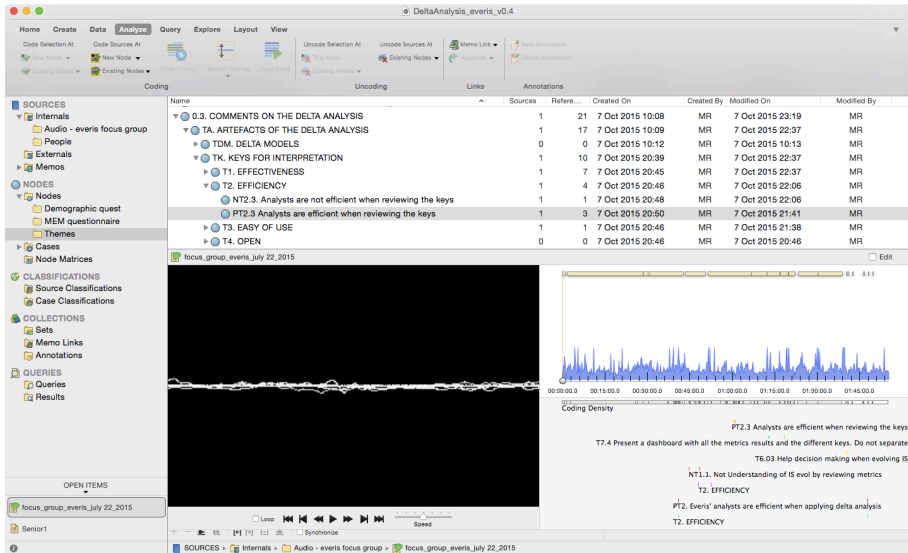 DeltaAnalysis_everis_v0.4
Home Create Data Analyze Query Explore Layout View
Code Selection At Code Sources At Uncode Selection At Uncode Sources At Memo Link New Annotation
New Node New Node Code In Vivo Spread Coding Auto Code This Node Existing Nodes Hyperlink Delete Annotation
Existing Nodes Existing Nodes Existing Nodes
Coding Uncoding Links Annotations
SOURCES
Internals
Audio - everis focus group
People
Externals
Memos
NODES
Nodes
Demographic quest
MEM questionnaire
Themes
Cases
Node Matrices
CLASSIFICATIONS
Source Classifications
Case Classifications
COLLECTIONS
Sets
Memo Links
Annotations
QUERIES
Queries
Results
OPEN ITEMS
focus_group_everis_july 22_2015
Senior1
Name Sources Refere... Created On Created By Modified On Modified By
0.3. COMMENTS ON THE DELTA ANALYSIS 1 21 7 Oct 2015 10:08 MR 7 Oct 2015 23:19 MR
TA. ARTEFACTS OF THE DELTA ANALYSIS 1 17 7 Oct 2015 10:09 MR 7 Oct 2015 22:37 MR
TDM. DELTA MODELS 0 0 7 Oct 2015 10:12 MR 7 Oct 2015 10:13 MR
TK. KEYS FOR INTERPRETATION 1 10 7 Oct 2015 20:39 MR 7 Oct 2015 22:37 MR
T1. EFFECTIVENESS 1 7 7 Oct 2015 20:45 MR 7 Oct 2015 22:37 MR
T2. EFFICIENCY 1 4 7 Oct 2015 20:46 MR 7 Oct 2015 22:06 MR
NT2.3. Analysts are not efficient when reviewing the keys 1 1 7 Oct 2015 20:48 MR 7 Oct 2015 22:06 MR
PT2.3 Analysts are efficient when reviewing the keys 1 3 7 Oct 2015 20:50 MR 7 Oct 2015 21:41 MR
T3. EASY OF USE 1 1 7 Oct 2015 20:46 MR 7 Oct 2015 21:38 MR
T4. OPEN 0 0 7 Oct 2015 20:46 MR 7 Oct 2015 20:46 MR
focus_group_everis_july 22_2015 Edit
00:00:00.0 00:15:00.0 00:30:00.0 00:45:00.0 01:00:00.0 01:15:00.0 01:30:00.0 01:45:00.0
Coding Density
PT2.3 Analysts are efficient when reviewing the keys
T7.4 Present a dashboard with all the metrics results and the different keys. Do not separate
T6.03 Help decision making when evolving IS
NT1.1. Not Understanding of IS evol by reviewing metrics
T2. EFFICIENCY
PT2. Everis' analysts are efficient when applying delta analysis
T2. EFFICIENCY
Loop Speed
Synchronize
SOURCES Internals Audio - everis focus group focus_group_everis_july 22_2015